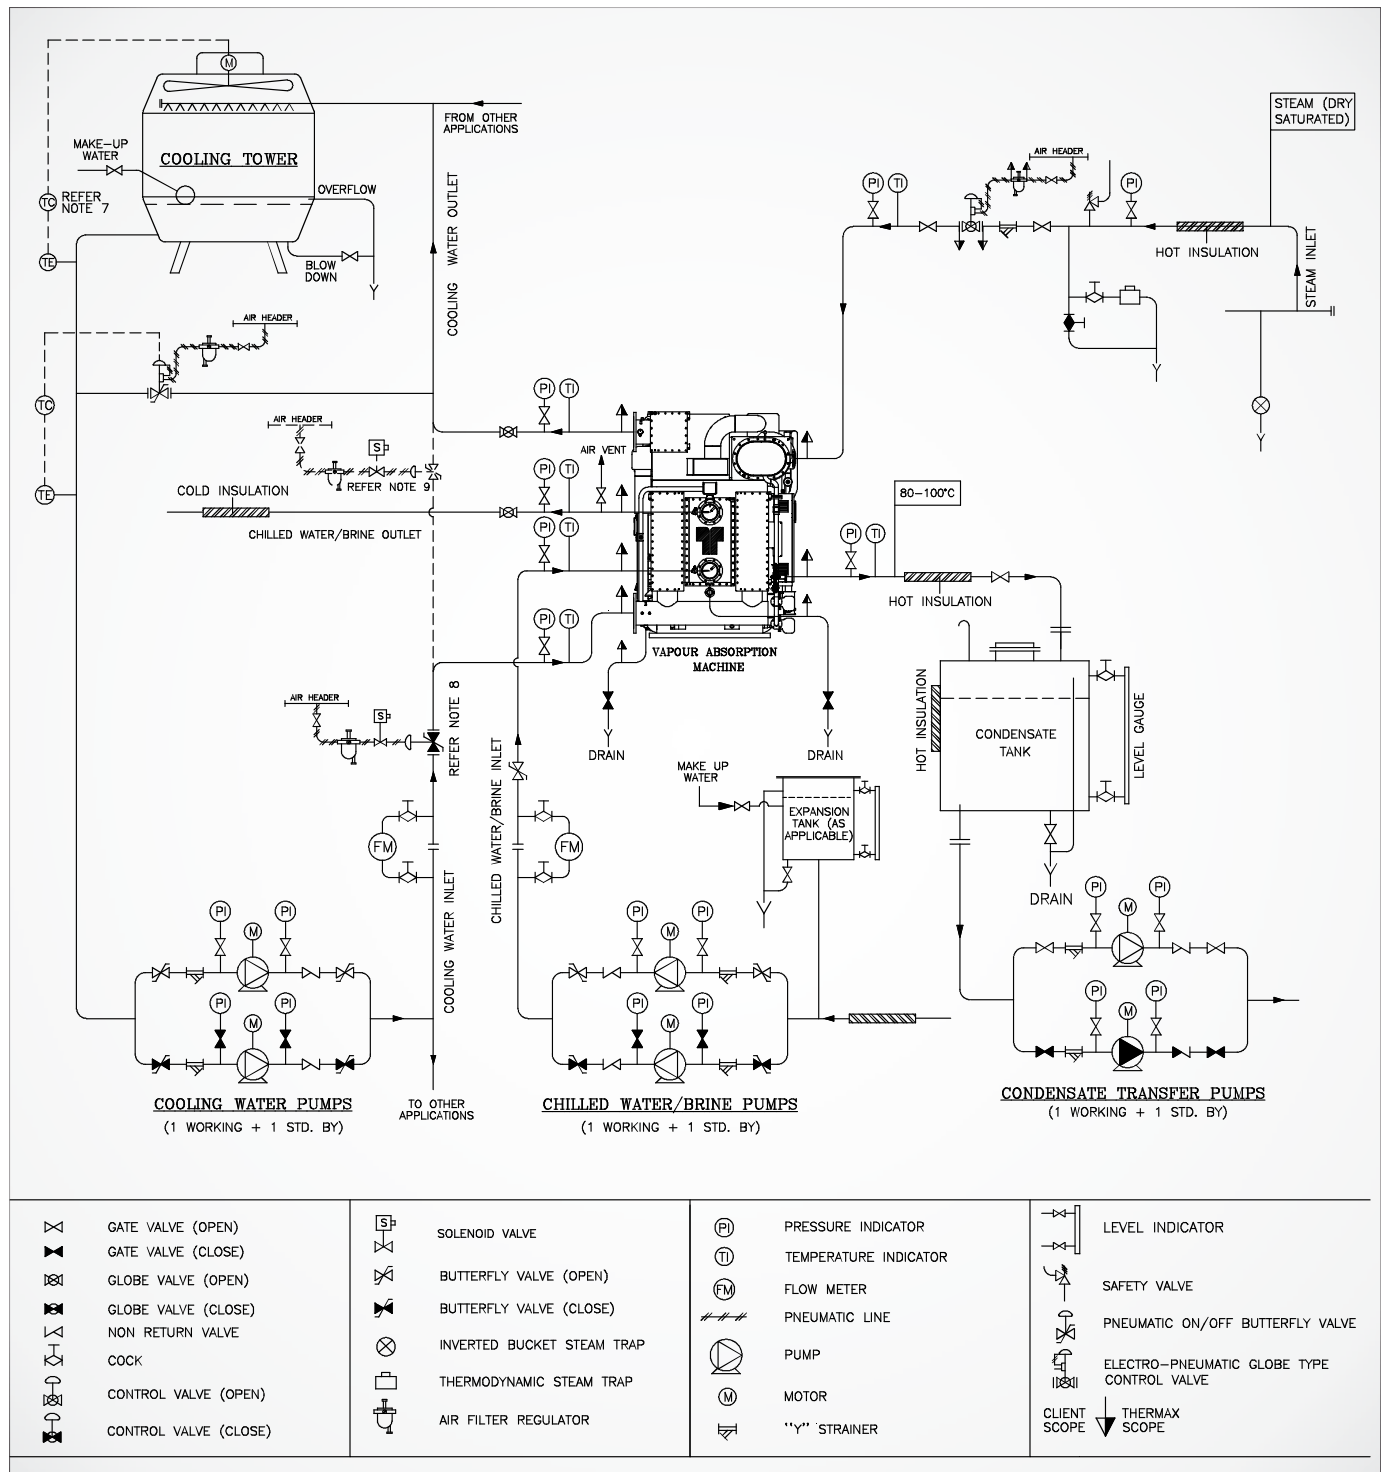 M
FROM OTHER
APPLICATIONS
STEAM (DRY
SATURATED)
MAKE-UP
WATER
COOLING TOWER
AIR HEADER
PI
TI
PI
TC
REFER
NOTE 7
OVERFLOW
HOT INSULATION
STEAM INLET
TE
BLOW
DOWN
COOLING WATER OUTLET
AIR HEADER
TC
PI
TI
AIR HEADER
S
AIR VENT
REFER NOTE 9
PI
TI
TE
COLD INSULATION
80-100°C
CHILLED WATER/BRINE OUTLET
PI
TI
PI
TI
HOT INSULATION
PI
TI
VAPOUR ABSORPTION
MACHINE
AIR HEADER
S
REFER NOTE 8
DRAIN
DRAIN
HOT INSULATION
CONDENSATE
TANK
LEVEL GAUGE
MAKE UP
WATER
CHILLED WATER/BRINE INLET
EXPANSION
TANK (AS
APPLICABLE)
FM
FM
COOLING WATER INLET
DRAIN
PI
M
PI
PI
M
PI
PI
M
PI
PI
M
PI
PI
M
PI
PI
M
PI
COOLING WATER PUMPS
(1 WORKING + 1 STD. BY)
TO OTHER
APPLICATIONS
CHILLED WATER/BRINE PUMPS
(1 WORKING + 1 STD. BY)
CONDENSATE TRANSFER PUMPS
(1 WORKING + 1 STD. BY)
GATE VALVE (OPEN)
GATE VALVE (CLOSE)
GLOBE VALVE (OPEN)
GLOBE VALVE (CLOSE)
NON RETURN VALVE
COCK
CONTROL VALVE (OPEN)
CONTROL VALVE (CLOSE)
S
SOLENOID VALVE
BUTTERFLY VALVE (OPEN)
BUTTERFLY VALVE (CLOSE)
INVERTED BUCKET STEAM TRAP
THERMODYNAMIC STEAM TRAP
AIR FILTER REGULATOR
PI PRESSURE INDICATOR
TI TEMPERATURE INDICATOR
FM FLOW METER
PNEUMATIC LINE
PUMP
M MOTOR
"Y" STRAINER
LEVEL INDICATOR
SAFETY VALVE
PNEUMATIC ON/OFF BUTTERFLY VALVE
ELECTRO-PNEUMATIC GLOBE TYPE
CONTROL VALVE
CLIENT
SCOPE
THERMAX
SCOPE